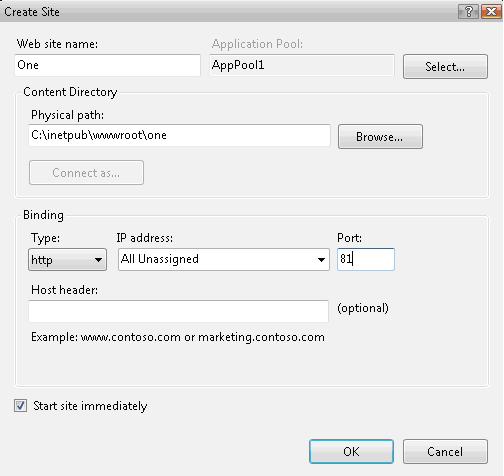 Create Site
Web site name: Application Pool:
One AppPool1 Select...
Content Directory
Physical path:
C:\inetpub\wwwroot\one Browse...
Connect as...
Binding
Type: IP address: Port:
http All Unassigned 81
Host header:
(optional)
Example: www.contoso.com or marketing.contoso.com
Start site immediately
OK Cancel